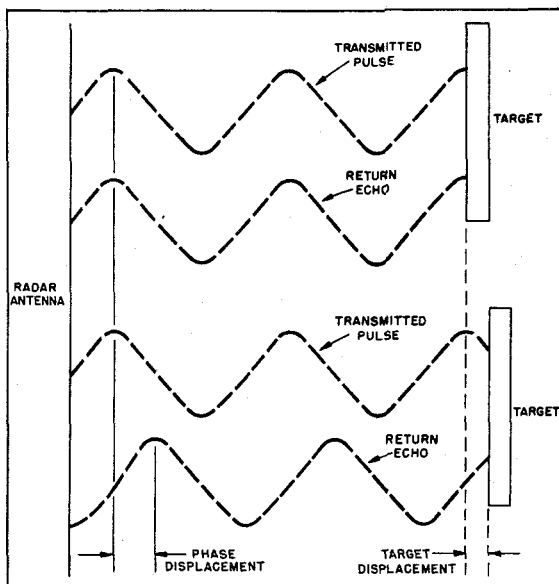 TRANSMITTED
PULSE
TARGET
RETURN
ECHO
RADAR
ANTENNA
TRANSMITTED
PULSE
TARGET
RETURN
ECHO
PHASE
DISPLACEMENT
TARGET
DISPLACEMENT